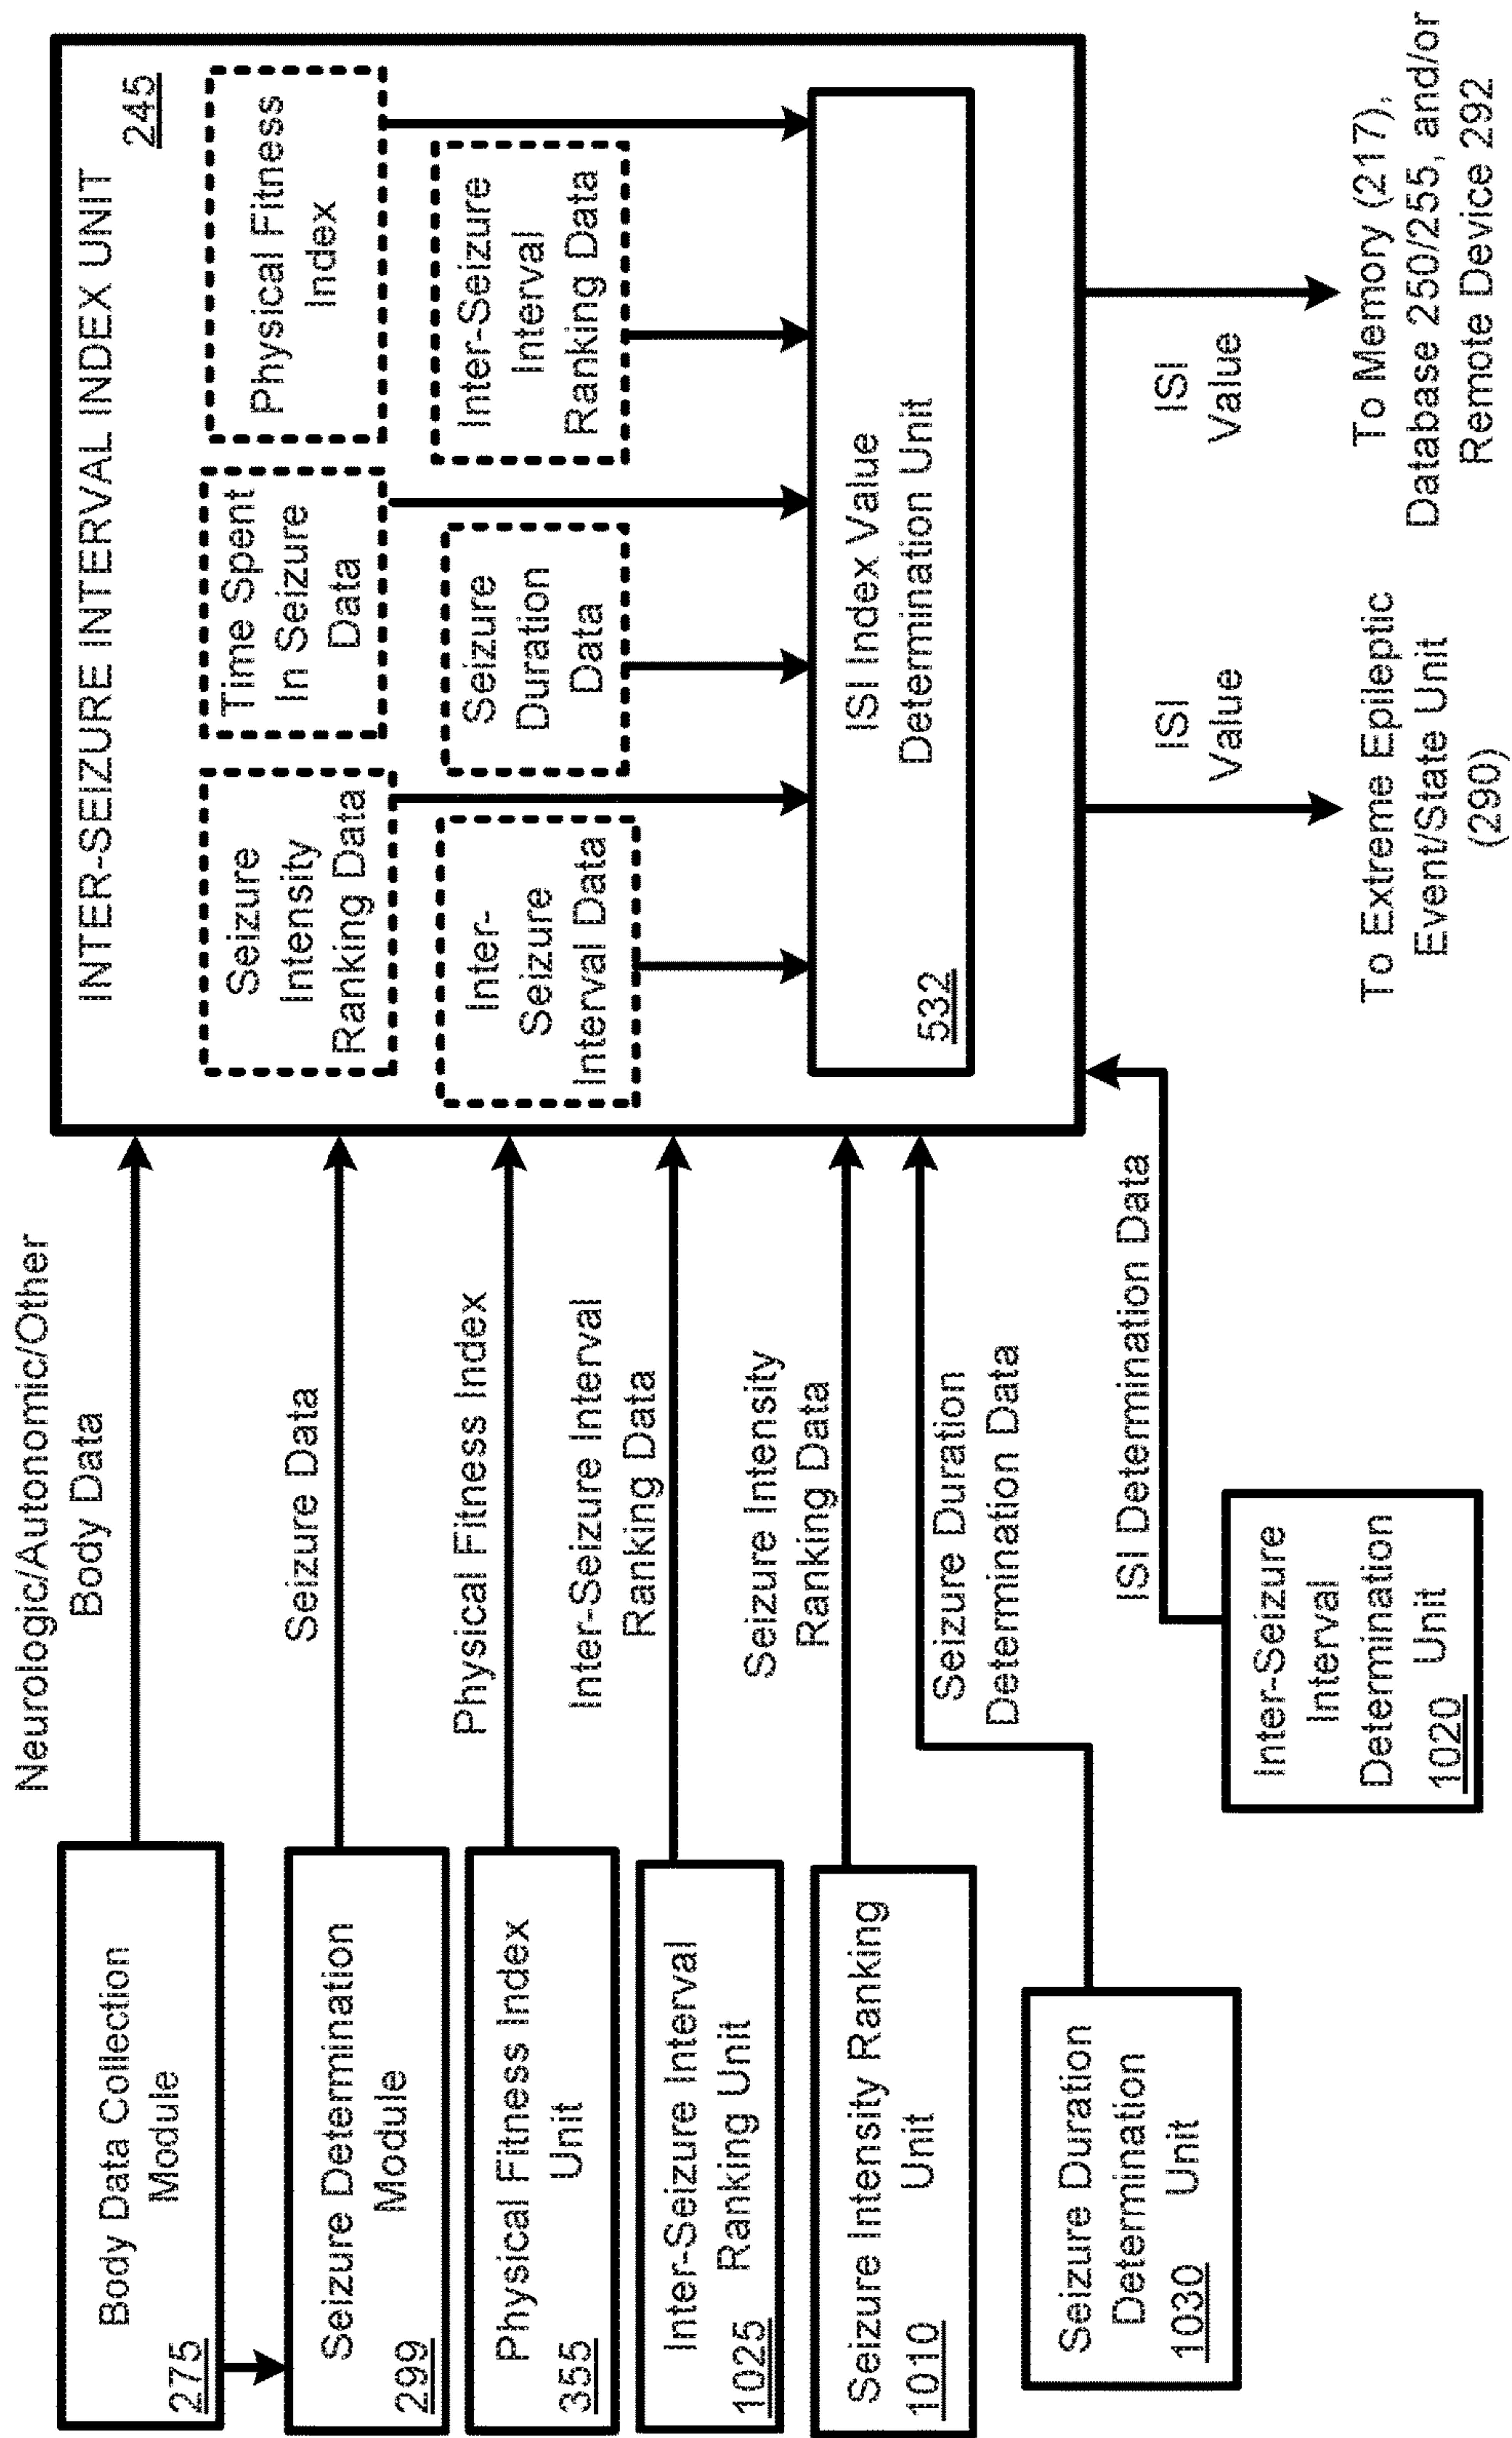 Body Data Collection
Module
275
Seizure Determination
Module
299
Physical Fitness Index
Unit
355
Inter-Seizure Interval
Ranking Unit
1025
Seizure Intensity Ranking
Unit
1010
Seizure Duration
Determination
Unit
1030
Inter-Seizure
Interval
Determination
Unit
1020
Neurologic/Autonomic/Other
Body Data
Seizure Data
Physical Fitness Index
Inter-Seizure Interval
Ranking Data
Seizure Intensity
Ranking Data
Seizure Duration
Determination Data
ISI Determination Data
INTER-SEIZURE INTERVAL INDEX UNIT
245
Seizure
Intensity
Ranking Data
Time Spent
In Seizure
Data
Physical Fitness
Index
Inter-
Seizure
Interval Data
Seizure
Duration
Data
Inter-Seizure
Interval
Ranking Data
ISI Index Value
Determination Unit
532
ISI
Value
ISI
Value
To Extreme Epileptic
Event/State Unit
(290)
To Memory (217),
Database 250/255, and/or
Remote Device 292